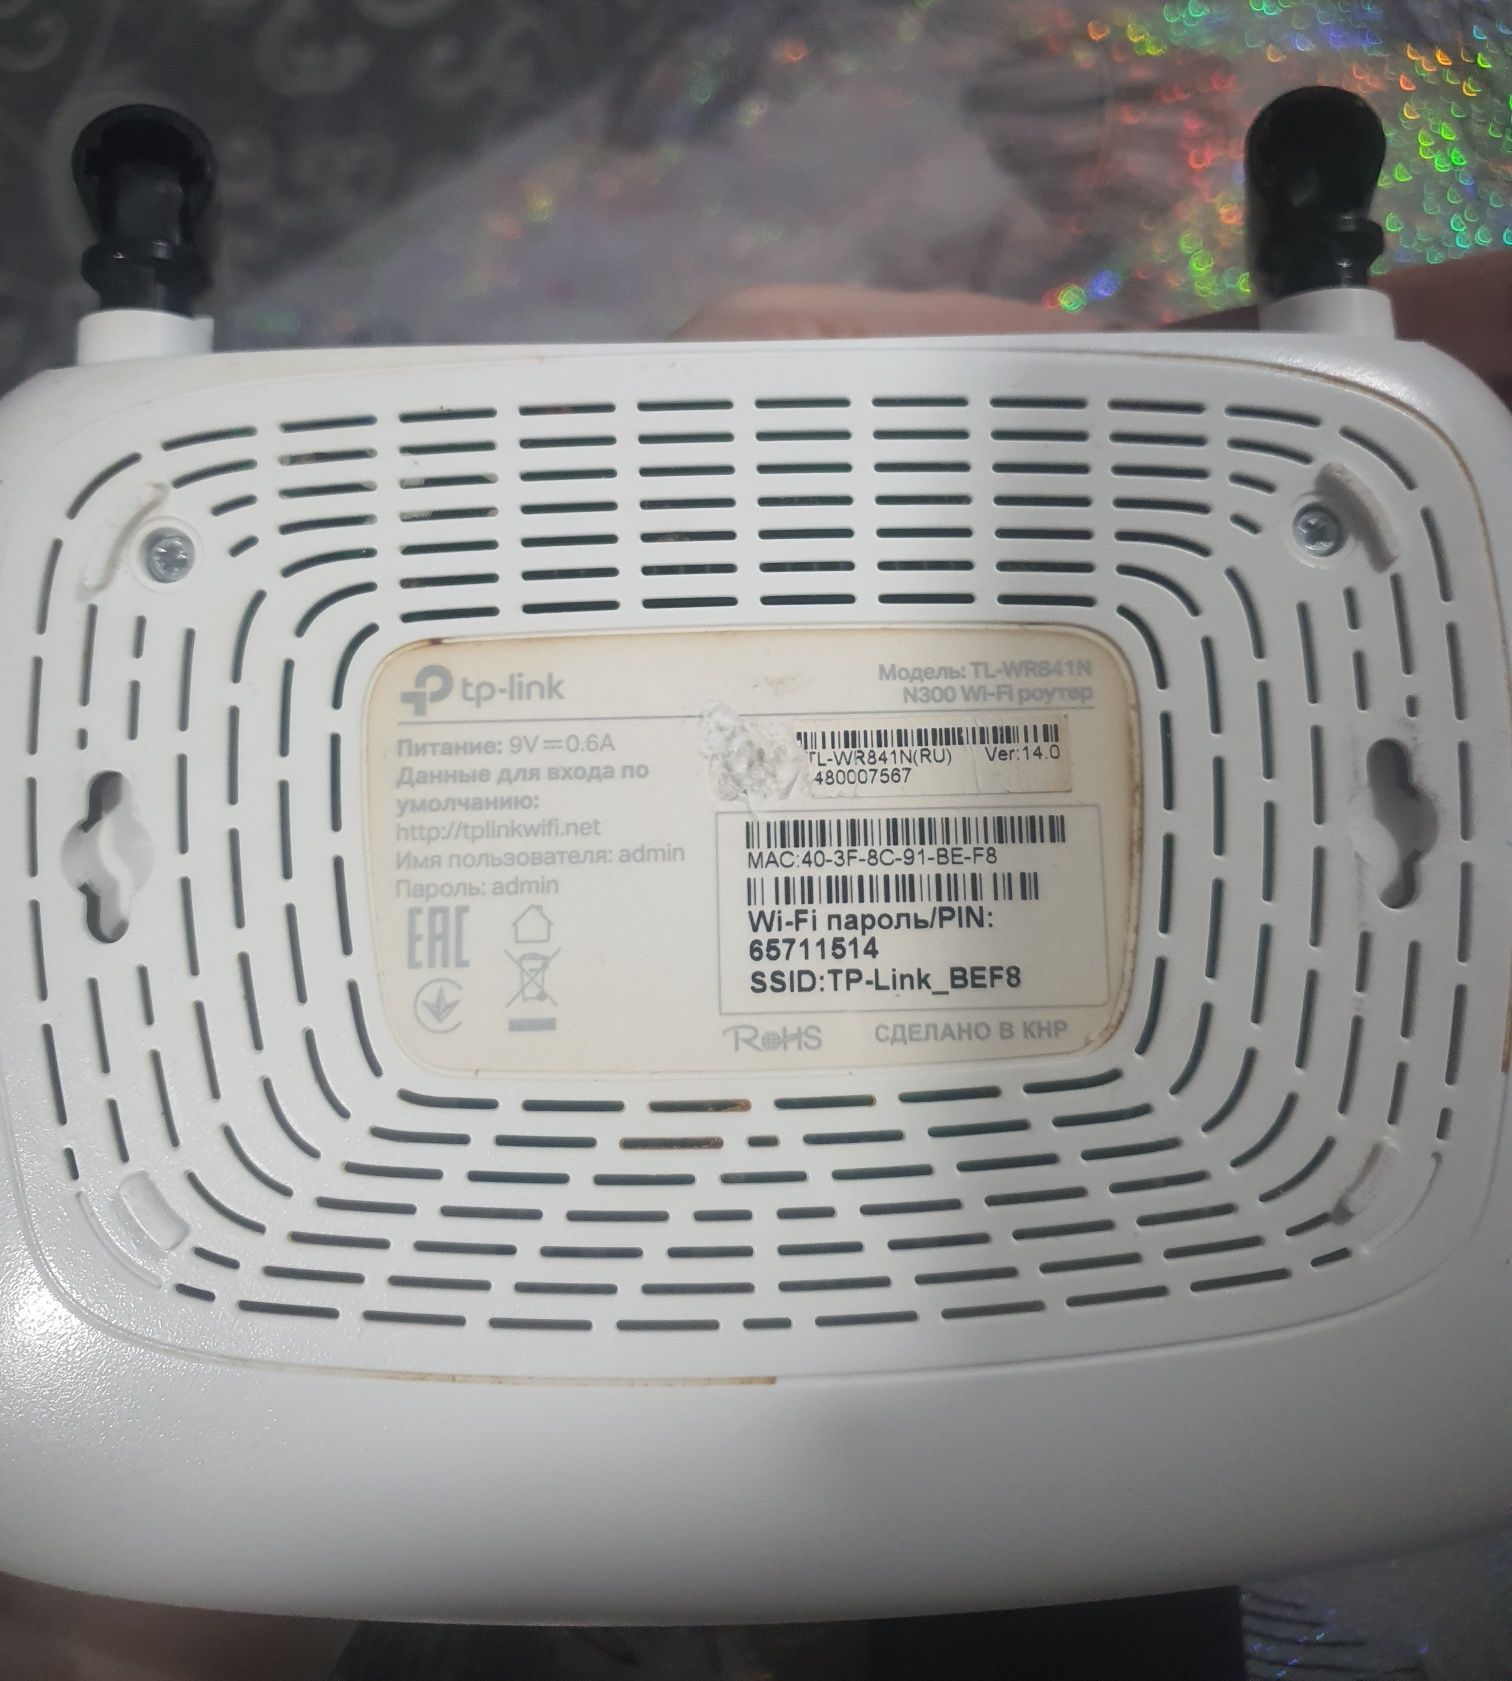 tp-link
Модель: TL-WR841N
N300 Wi-Fi роутер
Питание: 9V⎓0.6A
Данные для входа по
умолчанию:
http://tplinkwifi.net
Имя пользователя: admin
Пароль: admin
EAC
TL-WR841N(RU) Ver:14.0
480007567
MAC:40-3F-8C-91-BE-F8
Wi-Fi пароль/PIN:
65711514
SSID:TP-Link_BEF8
RoHS СДЕЛАНО В КНР